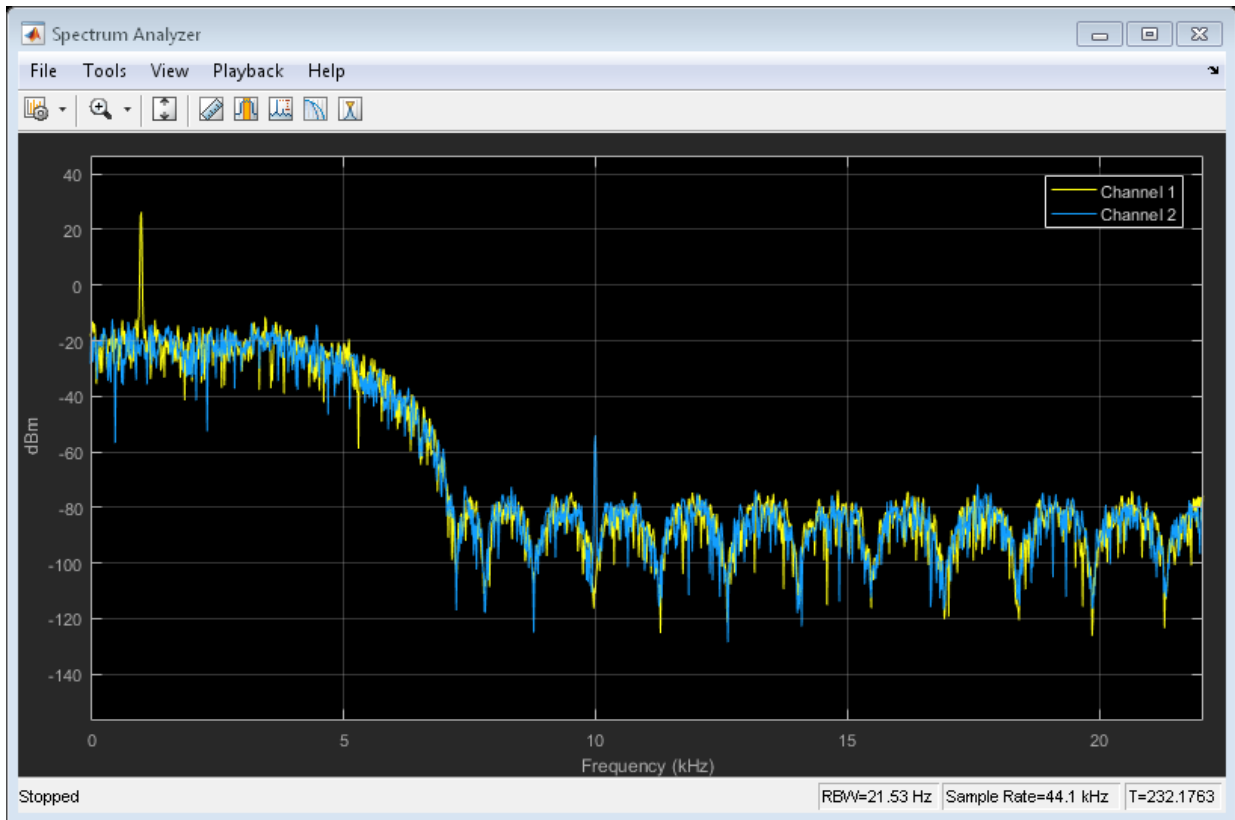 Spectrum Analyzer
File Tools View Playback Help
40
20
0
-20
-40
-60
-80
-100
-120
-140
dBm
Channel 1
Channel 2
0 5 10 15 20
Frequency (kHz)
Stopped RBW=21.53 Hz Sample Rate=44.1 kHz T=232.1763